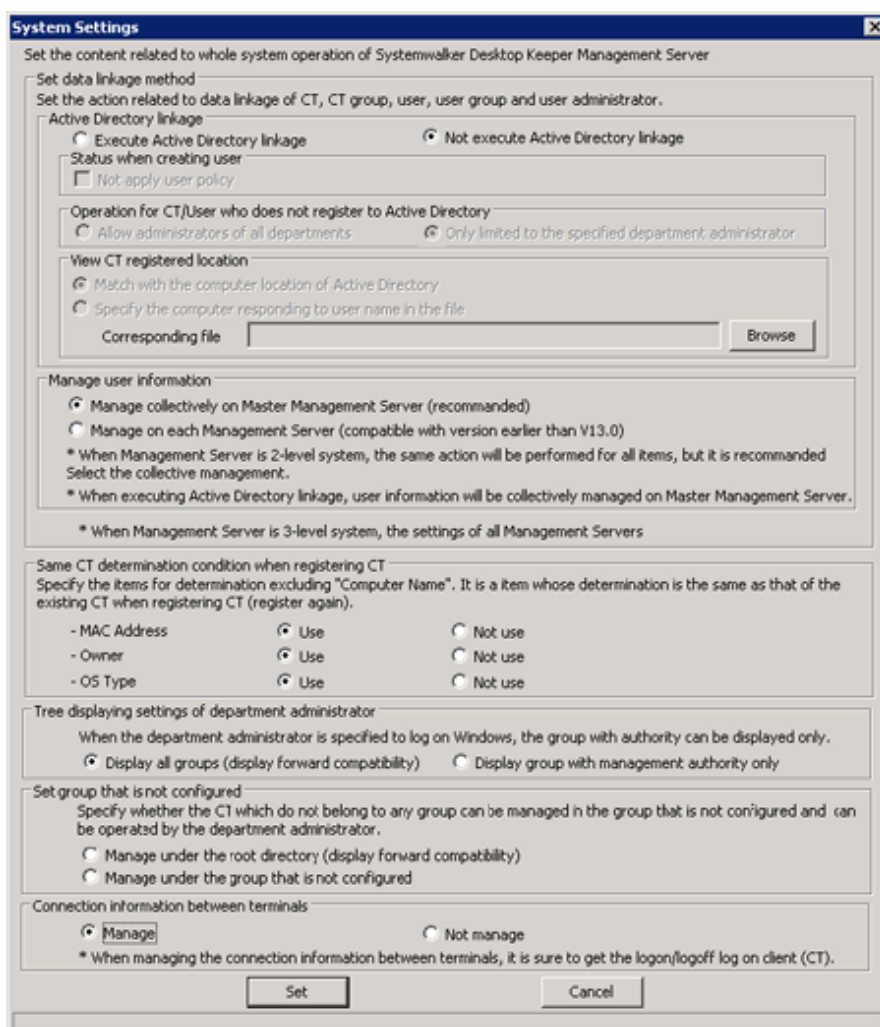 System Settings
Set the content related to whole system operation of Systemwalker Desktop Keeper Management Server
Set data linkage method
Set the action related to data linkage of CT, CT group, user, user group and user administrator.
Active Directory linkage
Execute Active Directory linkage
Not execute Active Directory linkage
Status when creating user
Not apply user policy
Operation for CT/User who does not register to Active Directory
Allow administrators of all departments
Only limited to the specified department administrator
View CT registered location
Match with the computer location of Active Directory
Specify the computer responding to user name in the file
Corresponding file
Browse
Manage user information
Manage collectively on Master Management Server (recommanded)
Manage on each Management Server (compatible with version earlier than V13.0)
* When Management Server is 2-level system, the same action will be performed for all items, but it is recommanded
Select the collective management.
* When executing Active Directory linkage, user information will be collectively managed on Master Management Server.
* When Management Server is 3-level system, the settings of all Management Servers
Same CT determination condition when registering CT
Specify the items for determination excluding "Computer Name". It is a item whose determination is the same as that of the
existing CT when registering CT (register again).
- MAC Address Use Not use
- Owner Use Not use
- OS Type Use Not use
Tree displaying settings of department administrator
When the department administrator is specified to log on Windows, the group with authority can be displayed only.
Display all groups (display forward compatibility) Display group with management authority only
Set group that is not configured
Specify whether the CT which do not belong to any group can be managed in the group that is not configured and can
be operated by the department administrator.
Manage under the root directory (display forward compatibility)
Manage under the group that is not configured
Connection information between terminals
Manage Not manage
* When managing the connection information between terminals, it is sure to get the logon/logoff log on client (CT).
Set Cancel